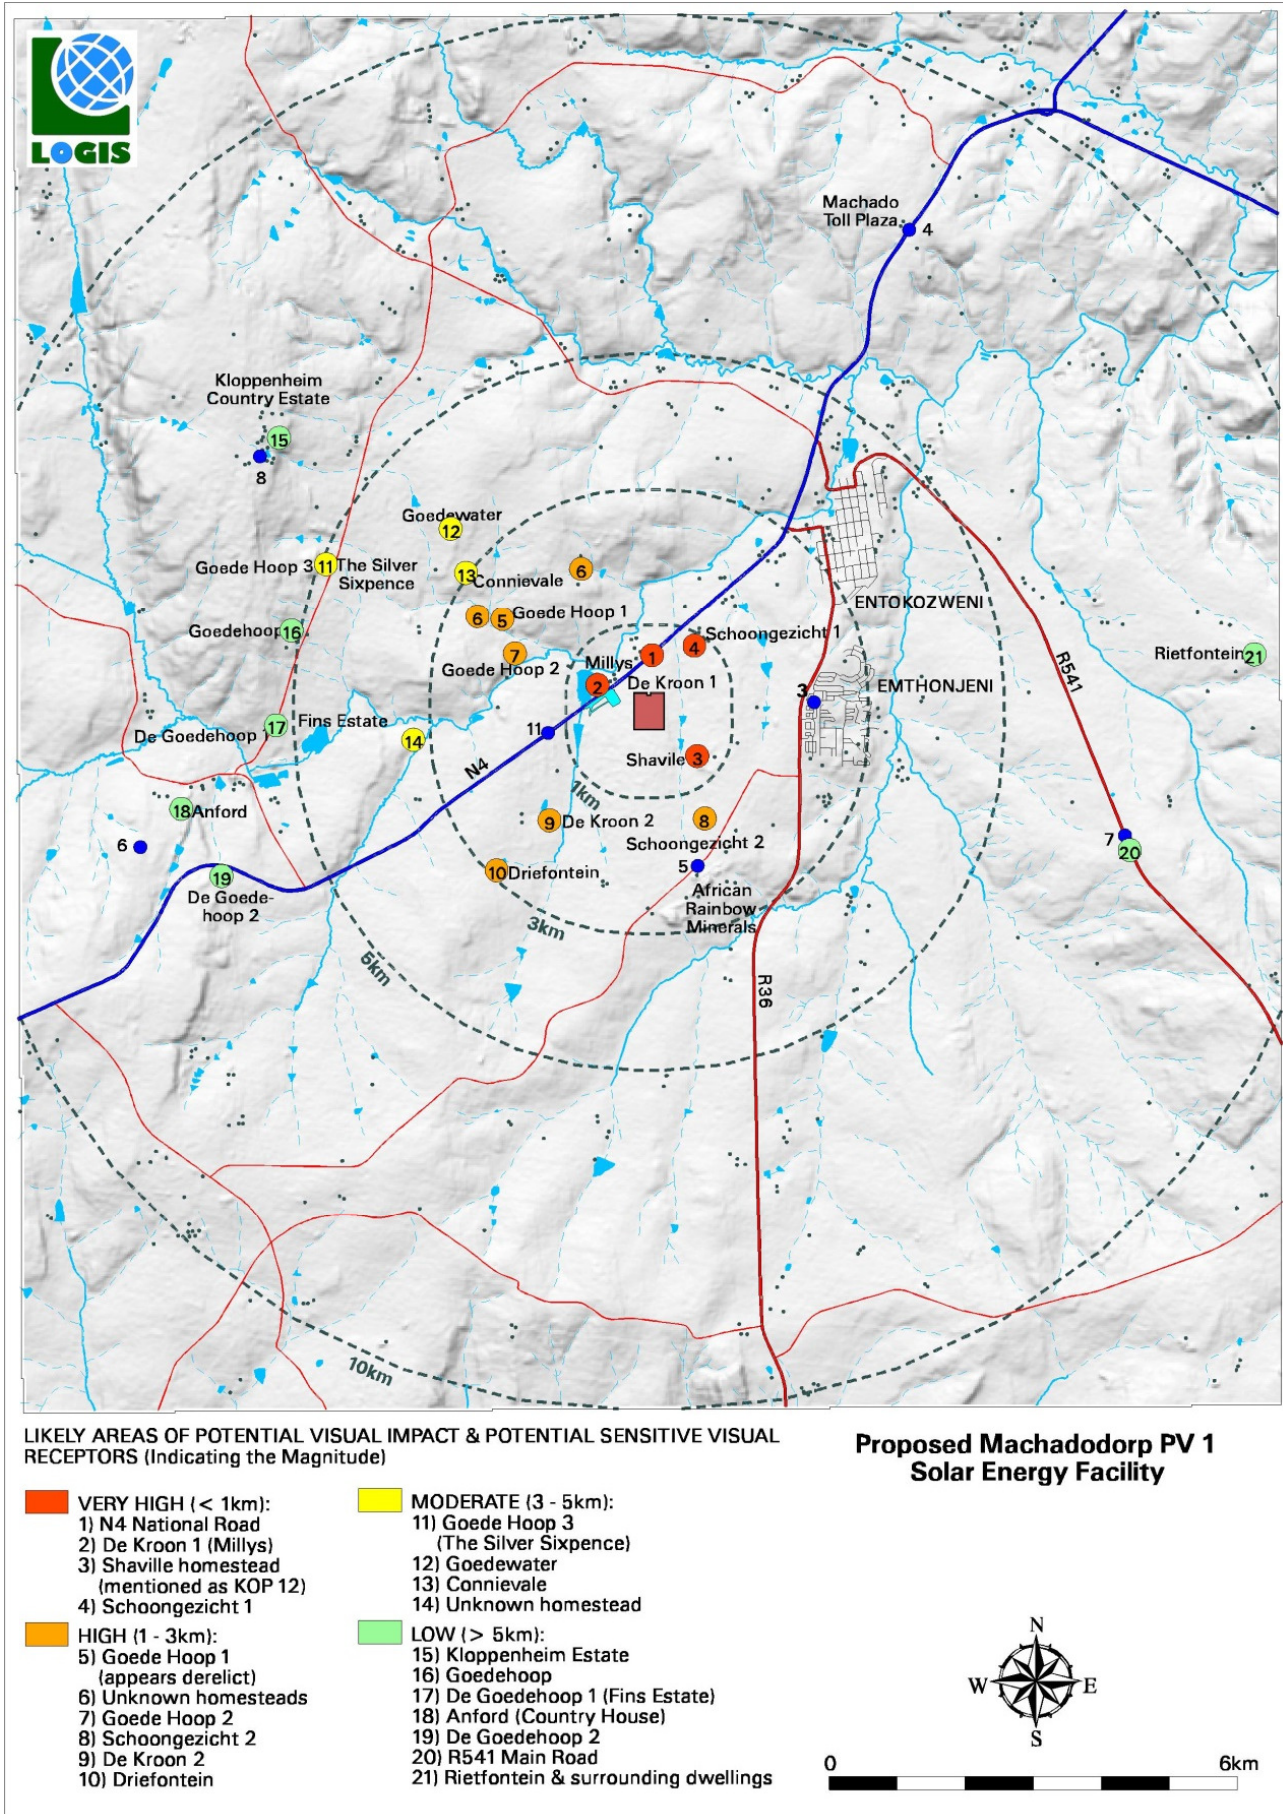 LOGIS
Machado
Toll Plaza
4
Kloppenheim
Country Estate
15
8
Goedewater
12
Goede Hoop 3
11
The Silver
Sixpence
13
Connievale
6
6
5
Goede Hoop 1
ENTOKOZWENI
Goedehoop
16
Schoongezicht 1
4
1
7
Goede Hoop 2
Millys
2
De Kroon 1
Rietfontein
21
R541
EMTHONJENI
3
De Goedehoop 1
17
Fins Estate
14
11
N4
Shavile
3
1km
18
Anford
6
9
De Kroon 2
8
Schoongezicht 2
7
20
19
De Goede-
hoop 2
10
Driefontein
5
African
Rainbow
Minerals
3km
5km
R36
10km
LIKELY AREAS OF POTENTIAL VISUAL IMPACT & POTENTIAL SENSITIVE VISUAL
RECEPTORS (Indicating the Magnitude)
VERY HIGH (< 1km):
1) N4 National Road
2) De Kroon 1 (Millys)
3) Shaville homestead
(mentioned as KOP 12)
4) Schoongezicht 1
HIGH (1 - 3km):
5) Goede Hoop 1
(appears derelict)
6) Unknown homesteads
7) Goede Hoop 2
8) Schoongezicht 2
9) De Kroon 2
10) Driefontein
MODERATE (3 - 5km):
11) Goede Hoop 3
(The Silver Sixpence)
12) Goedewater
13) Connievale
14) Unknown homestead
LOW (> 5km):
15) Kloppenheim Estate
16) Goedehoop
17) De Goedehoop 1 (Fins Estate)
18) Anford (Country House)
19) De Goedehoop 2
20) R541 Main Road
21) Rietfontein & surrounding dwellings
Proposed Machadodorp PV 1
Solar Energy Facility
N
W
E
S
0
6km